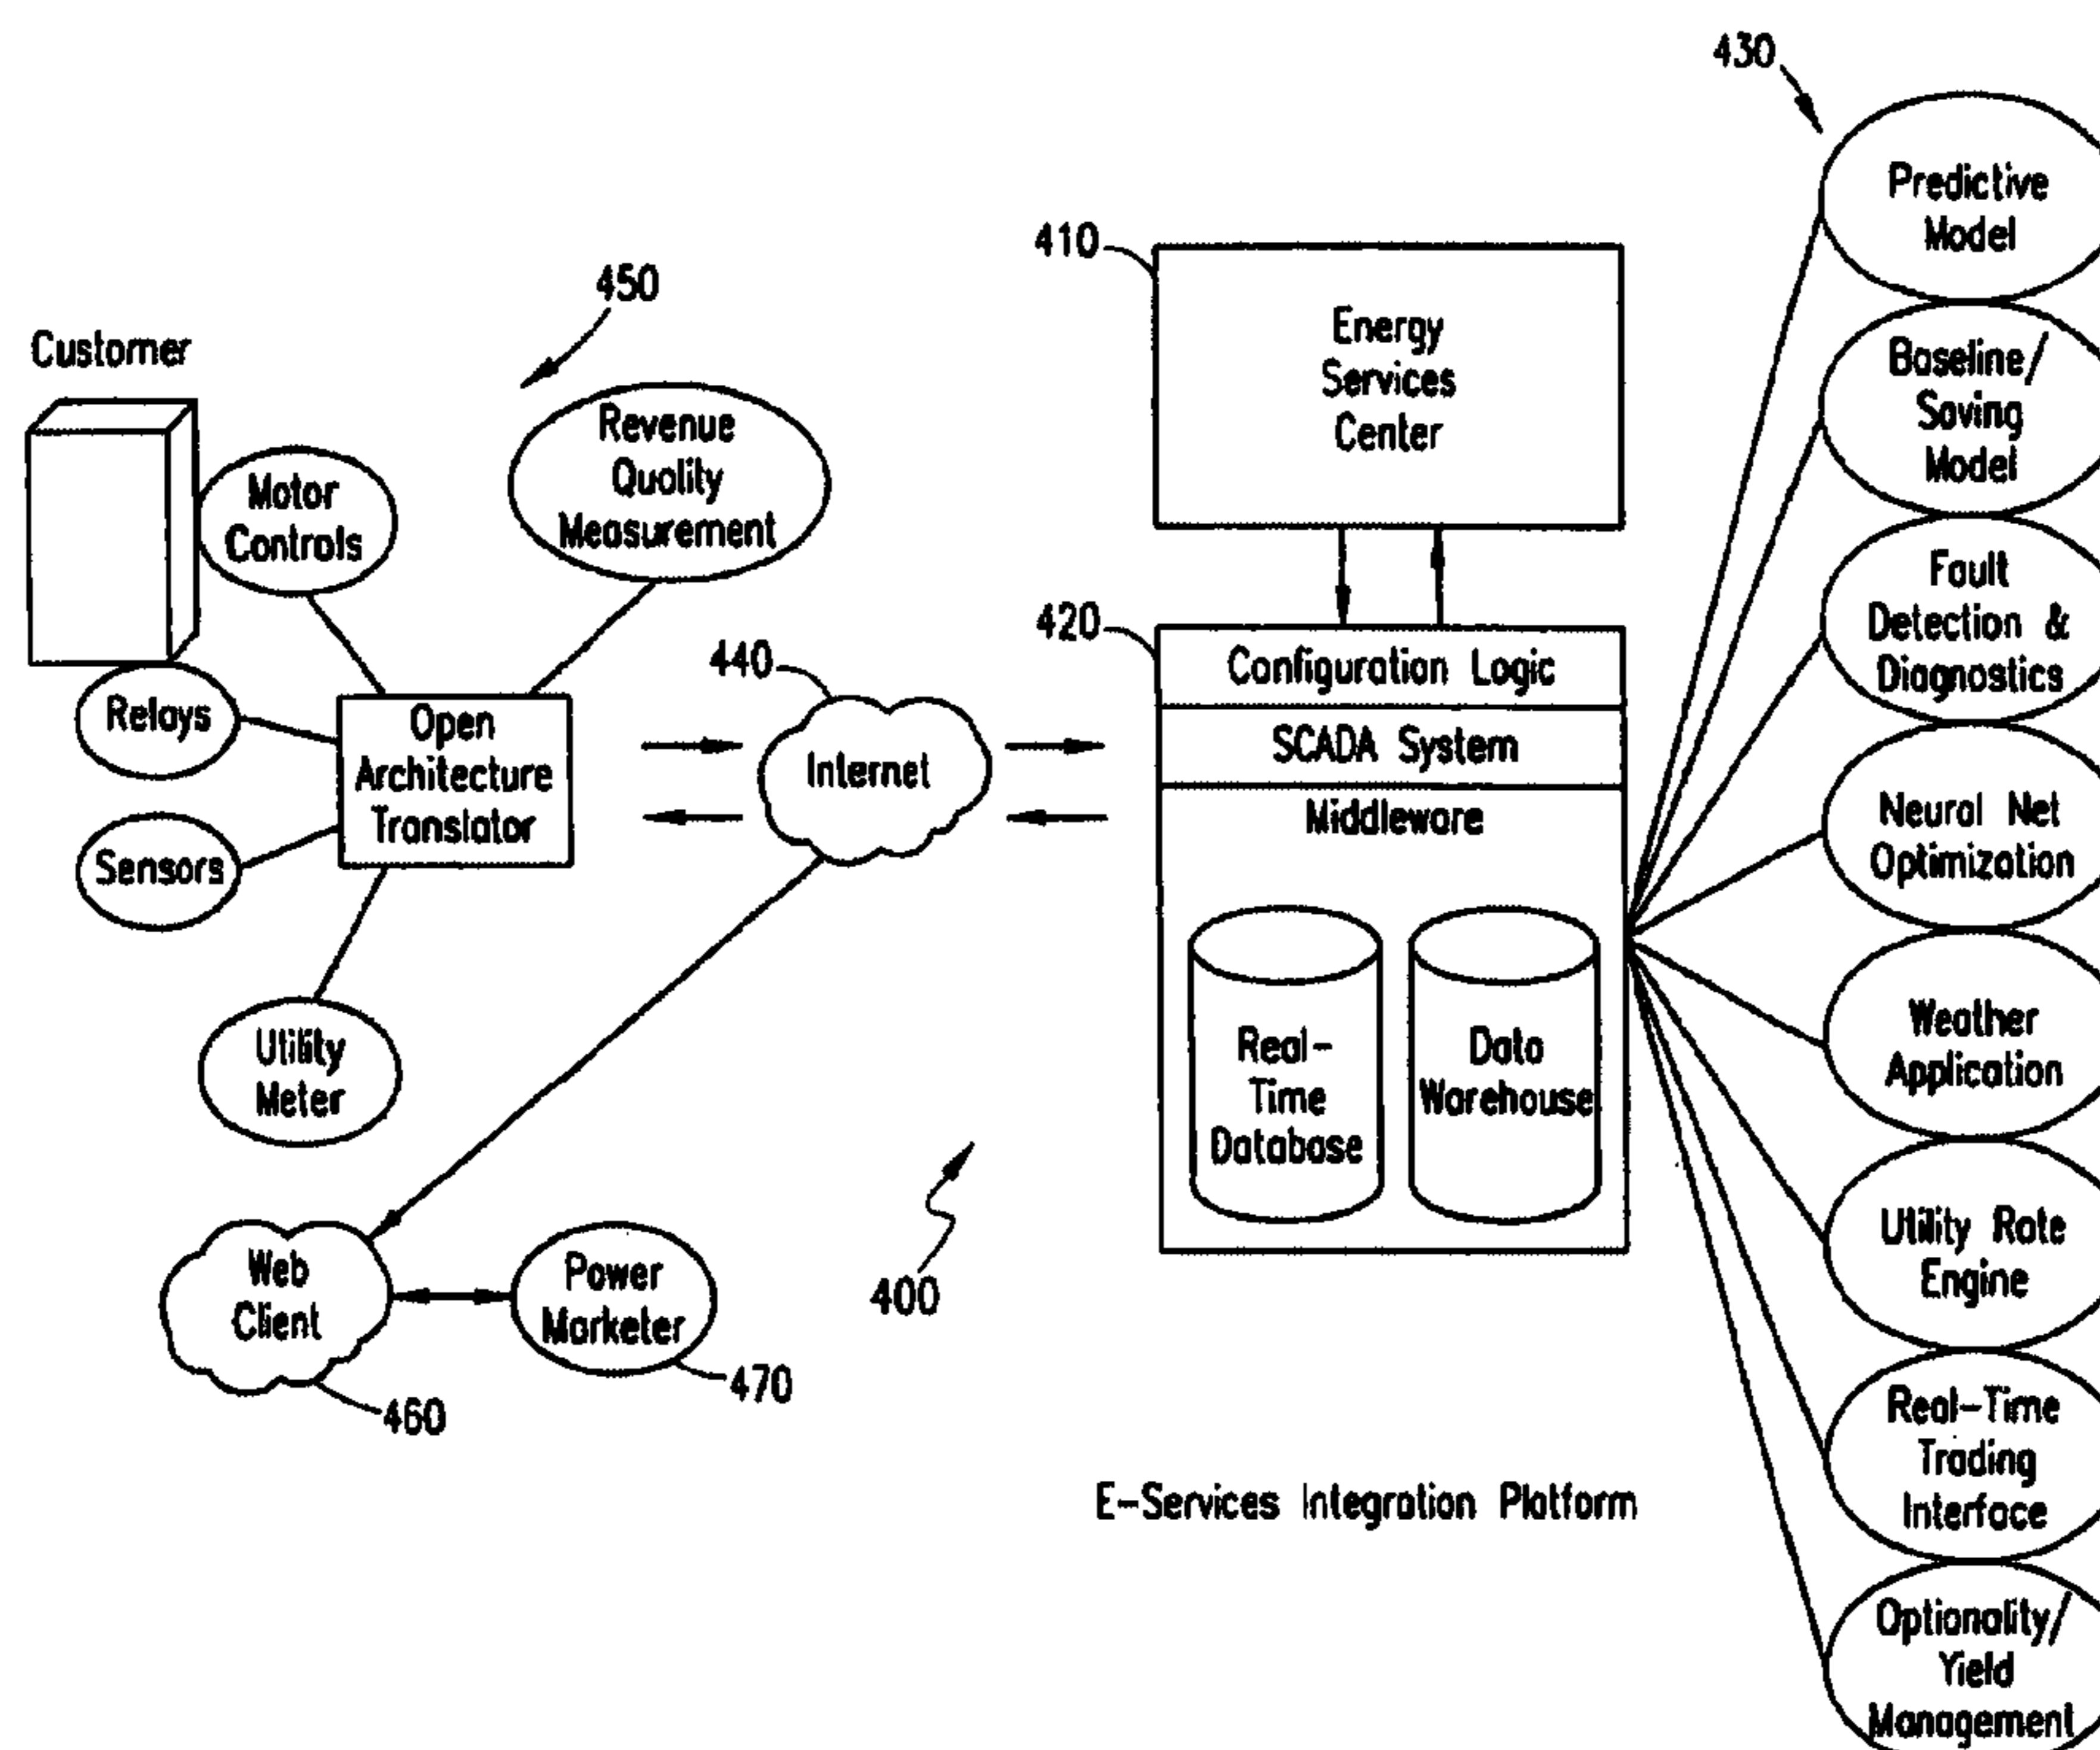 430
Predictive
Model
410
Energy
Services
Center
450
Customer
Baseline/
Saving
Model
Revenue
Quality
Measurement
Motor
Controls
Fault
Detection &
Diagnostics
420
Configuration Logic
440
Relays
Open
Architecture
Translator
Internet
SCADA System
Middleware
Neural Net
Optimization
Sensors
Real-
Time
Database
Data
Warehouse
Weather
Application
Utility
Meter
Utility Rate
Engine
Web
Client
Power
Marketer
400
470
460
Real-Time
Trading
Interface
E-Services Integration Platform
Optionality/
Yield
Management